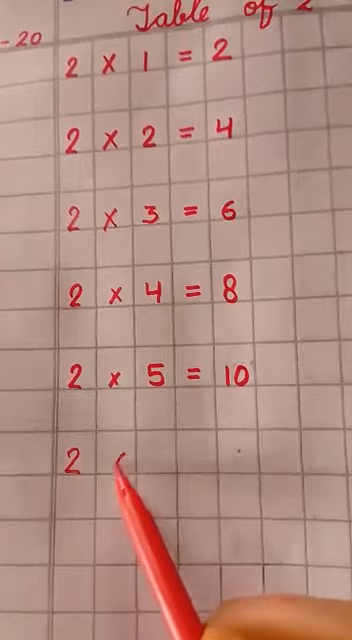 Table of 2
-20
2 × 1 = 2
2 × 2 = 4
2 × 3 = 6
2 × 4 = 8
2 × 5 = 10
2